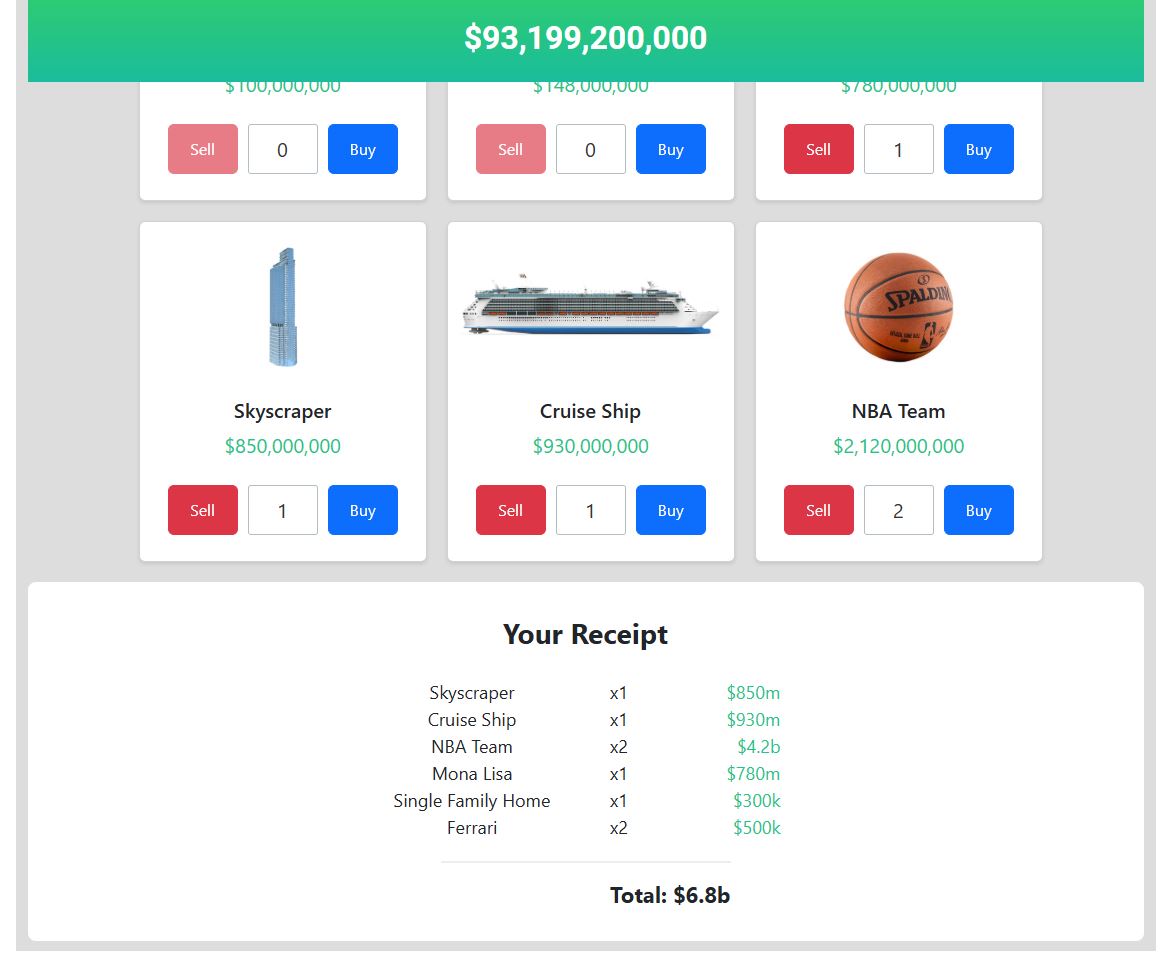 $93,199,200,000
$100,000,000 $148,000,000 $780,000,000
Sell 0 Buy Sell 0 Buy Sell 1 Buy
SPALDING
Skyscraper Cruise Ship NBA Team
$850,000,000 $930,000,000 $2,120,000,000
Sell 1 Buy Sell 1 Buy Sell 2 Buy
Your Receipt
Skyscraper x1 $850m
Cruise Ship x1 $930m
NBA Team x2 $4.2b
Mona Lisa x1 $780m
Single Family Home x1 $300k
Ferrari x2 $500k
Total: $6.8b